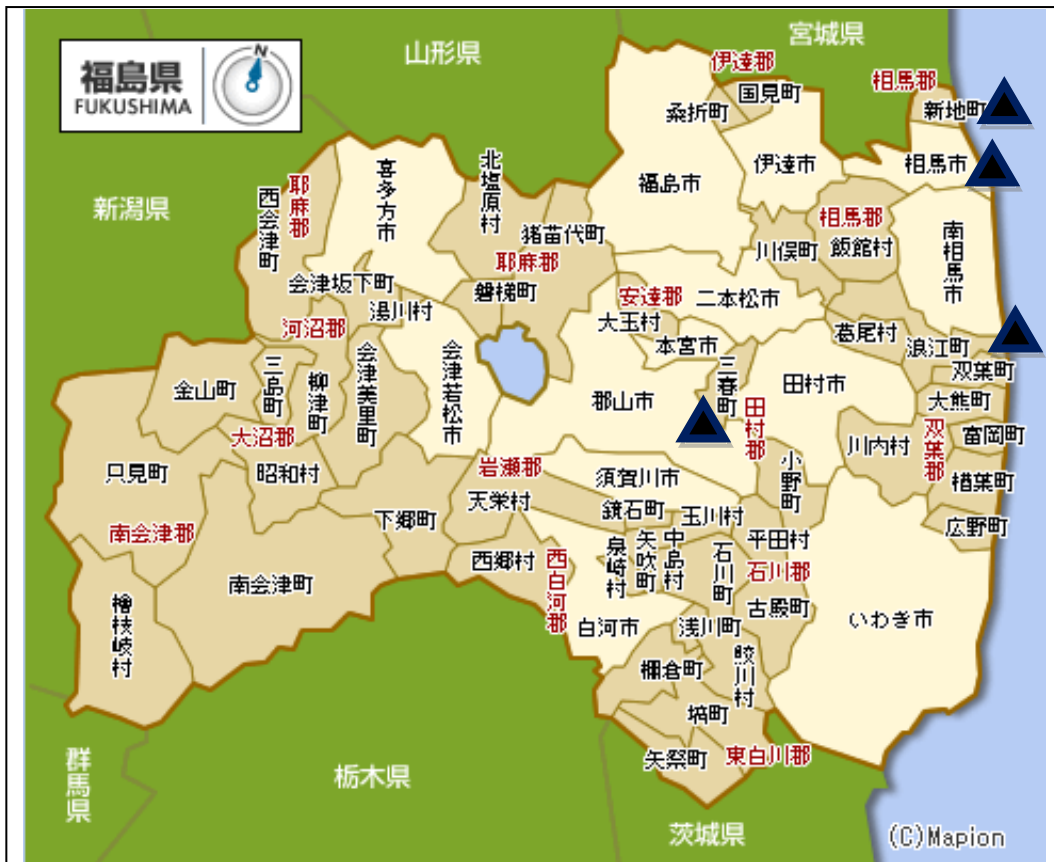 福島県
FUKUSHIMA
N
山形県
宮城県
新潟県
群馬県
栃木県
茨城県
伊達郡
国見町
桑折町
相馬郡
新地町
相馬市
伊達市
福島市
北塩原村
喜多方市
耶麻郡
西会津町
猪苗代町
耶麻郡
磐梯町
相馬郡
飯館村
川俣町
南相馬市
会津坂下町
湯川村
河沼郡
安達郡
大玉村
二本松市
本宮市
葛尾村
浪江町
双葉町
大熊町
富岡町
双葉郡
楢葉町
広野町
川内村
田村市
三春町
田村郡
小野町
郡山市
会津若松市
会津美里町
柳津町
三島町
金山町
大沼郡
昭和村
只見町
南会津郡
下郷町
南会津町
檜枝岐村
岩瀬郡
天栄村
須賀川市
鏡石町
玉川村
平田村
石川郡
石川町
古殿町
中島村
矢吹町
泉崎村
西郷村
西白河郡
白河市
浅川町
鮫川村
棚倉町
塙町
矢祭町
東白川郡
いわき市
(C)Mapion